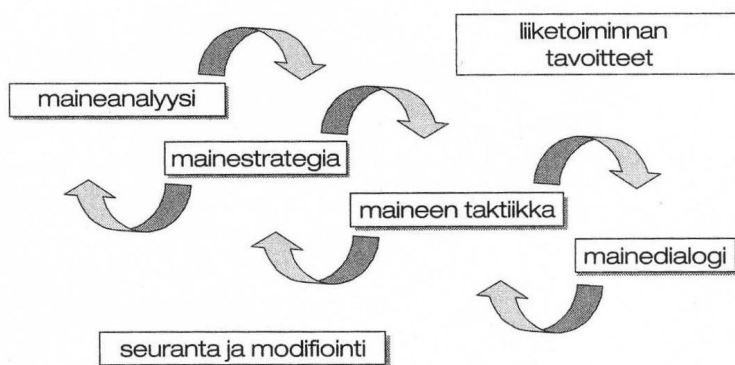 liiketoiminnan
tavoitteet
maineanalyysi
mainestrategia
maineen taktiikka
mainedialogi
seuranta ja modifiointi